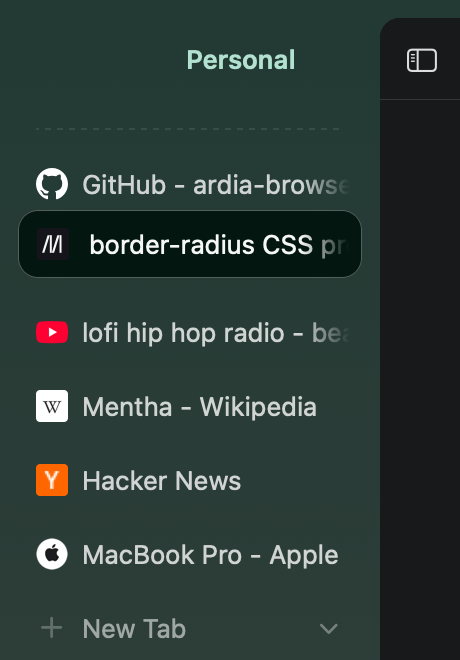 Personal
GitHub - ardia-browse
border-radius CSS pr
lofi hip hop radio - bea
W Mentha - Wikipedia
Y Hacker News
MacBook Pro - Apple
New Tab